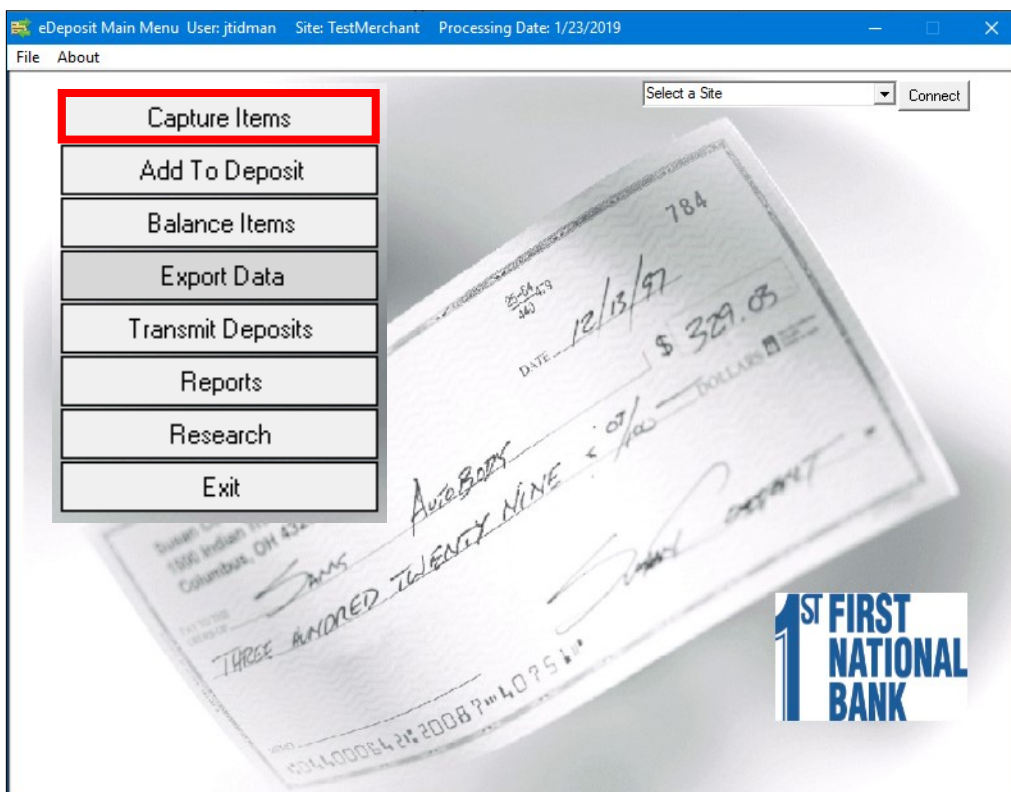 eDeposit Main Menu User: jtidman Site: TestMerchant Processing Date: 1/23/2019
File About
Select a Site Connect
Capture Items
Add To Deposit
Balance Items
Export Data
Transmit Deposits
Reports
Research
Exit
784
440
DATE 12/13/97
$ 329.03
DOLLARS
SAMS AUTOBODY
THREE HUNDRED TWENTY NINE
Columbus, OH
1ST FIRST
NATIONAL
BANK